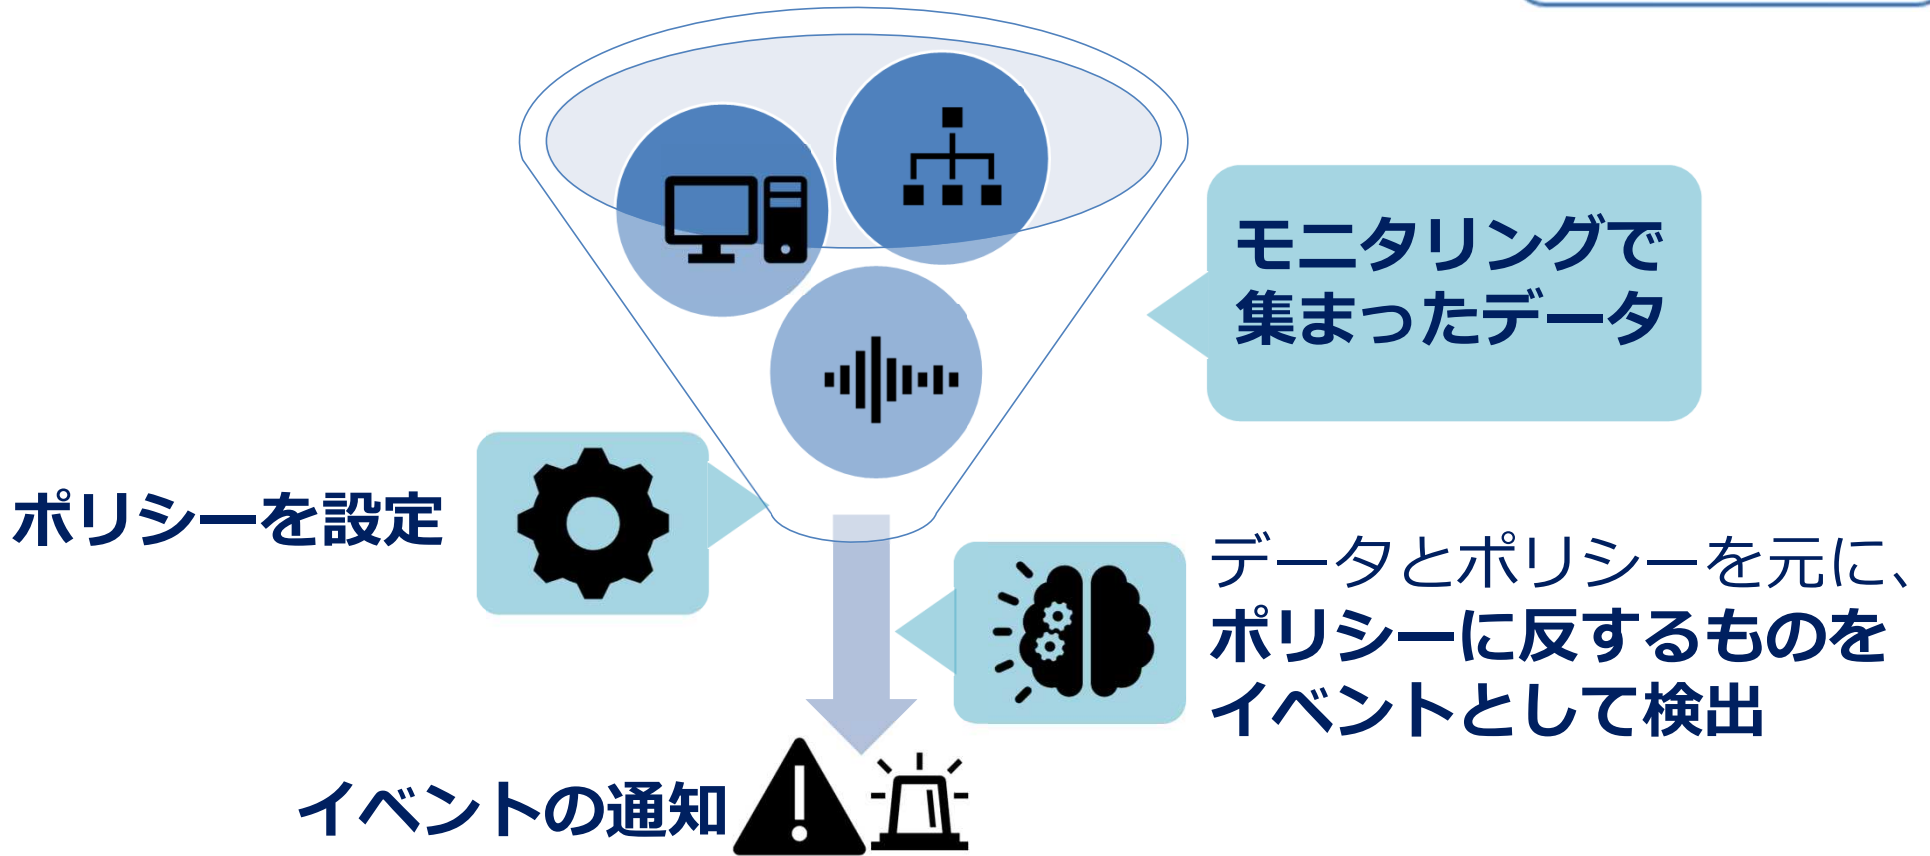 モニタリングで
集まったデータ
ポリシーを設定
データとポリシーを元に、
ポリシーに反するものを
イベントとして検出
イベントの通知